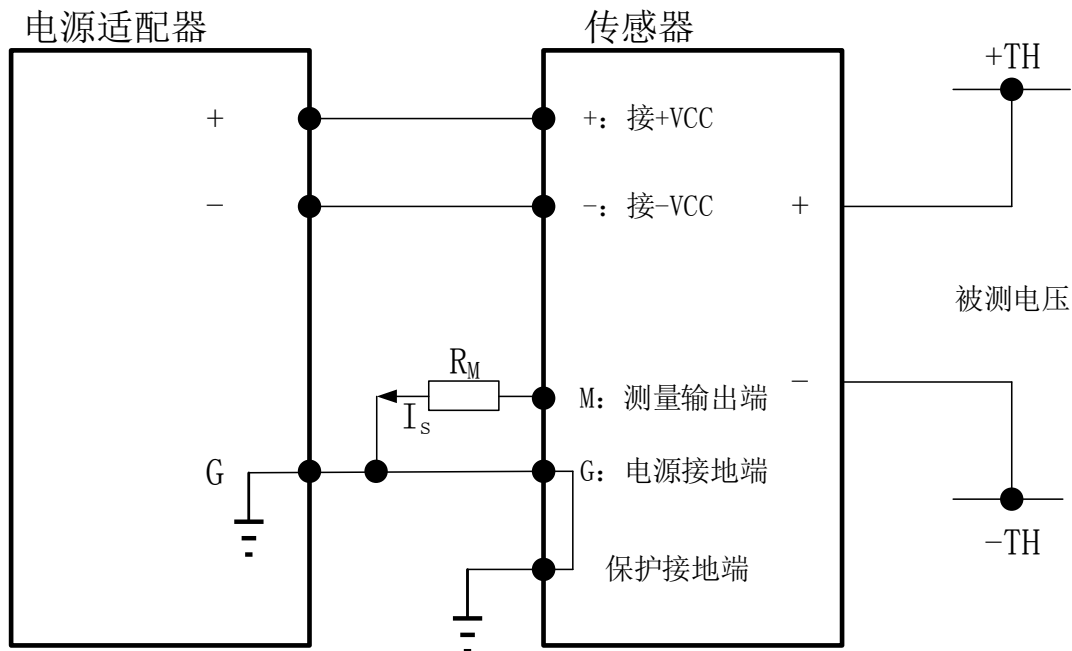 电源适配器
传感器
+TH
+
+：接+VCC
−
−：接−VCC
+
被测电压
R_M
−
I_s
M：测量输出端
G
G：电源接地端
−TH
保护接地端